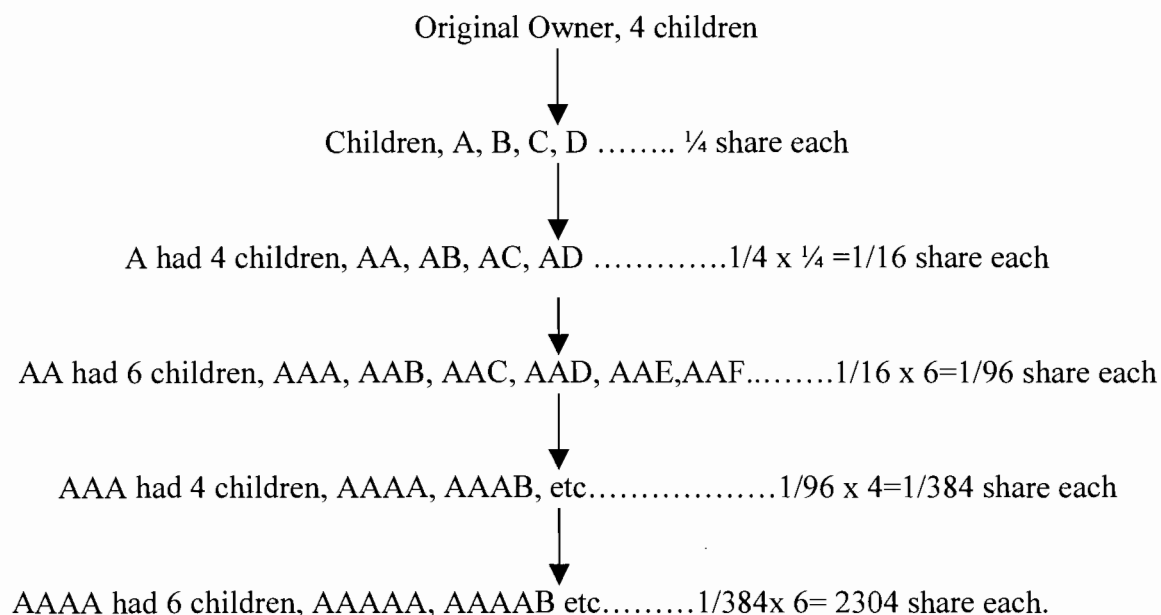 Original Owner, 4 children
Children, A, B, C, D ........ ¼ share each
A had 4 children, AA, AB, AC, AD .............1/4 x ¼ =1/16 share each
AA had 6 children, AAA, AAB, AAC, AAD, AAE,AAF.........1/16 x 6=1/96 share each
AAA had 4 children, AAAA, AAAB, etc...................1/96 x 4=1/384 share each
AAAA had 6 children, AAAAA, AAAAB etc.........1/384x 6= 2304 share each.